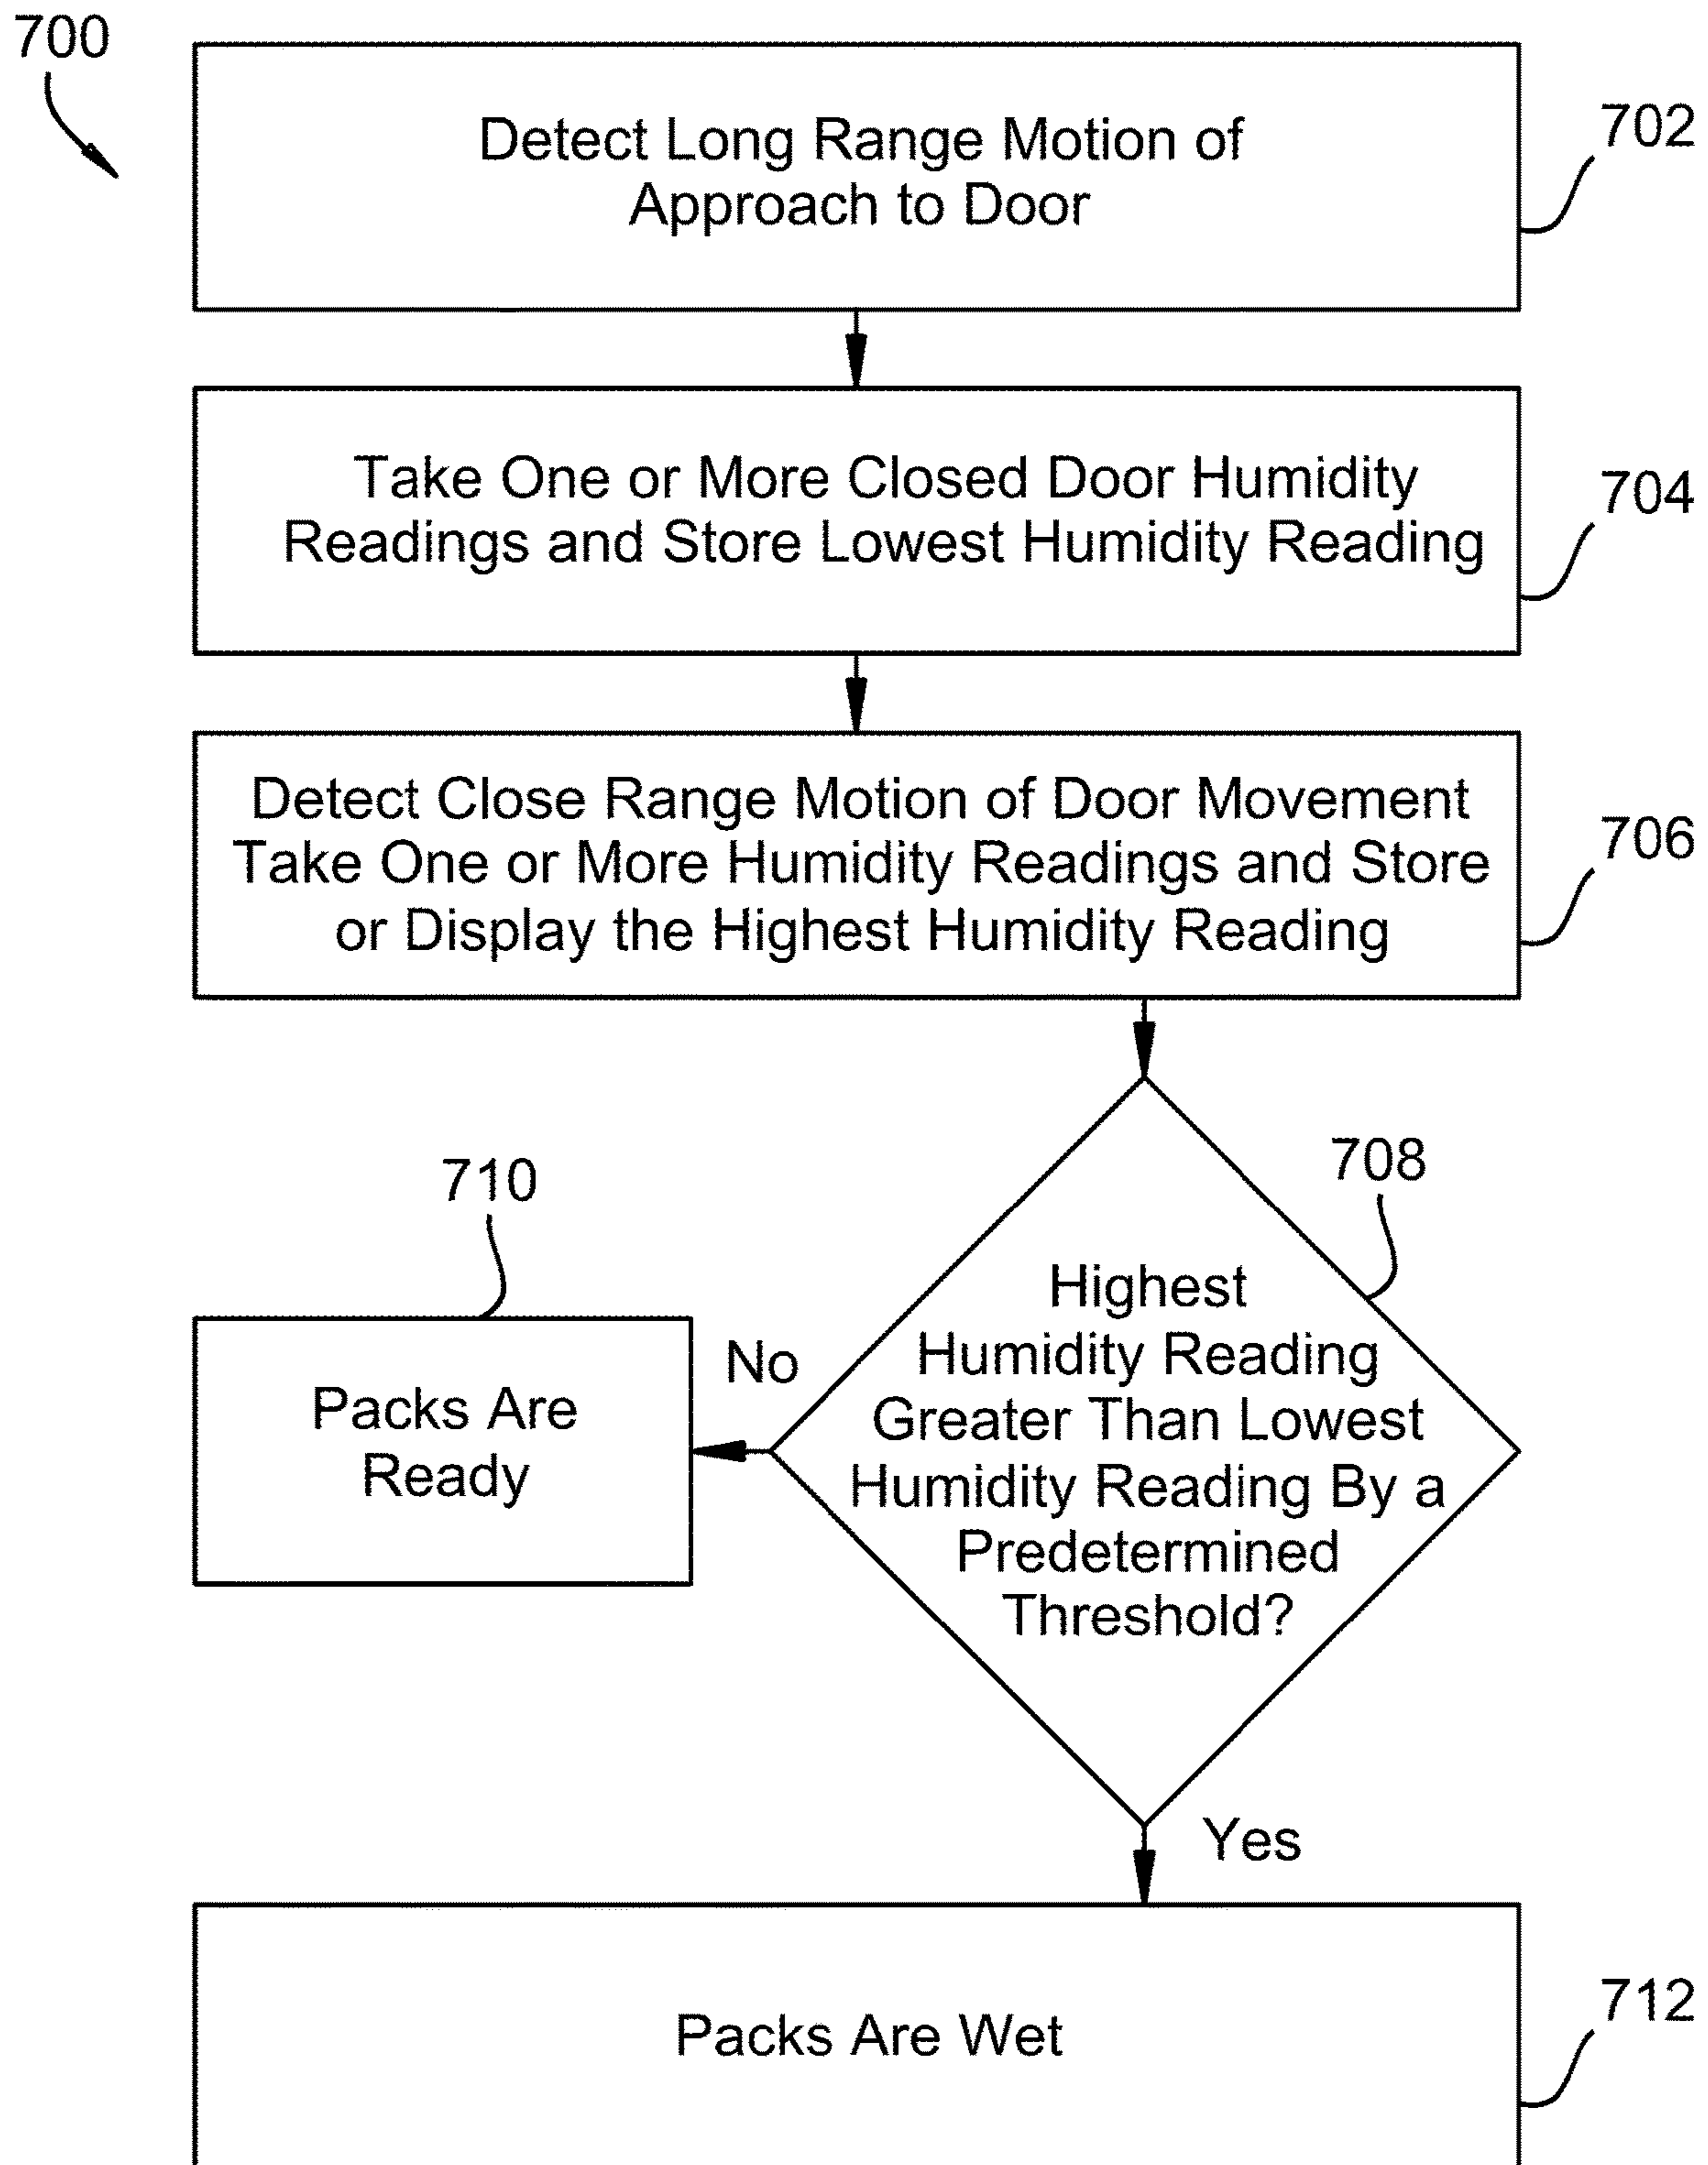 700
Detect Long Range Motion of
Approach to Door
702
Take One or More Closed Door Humidity
Readings and Store Lowest Humidity Reading
704
Detect Close Range Motion of Door Movement
Take One or More Humidity Readings and Store
or Display the Highest Humidity Reading
706
708
Highest
Humidity Reading
Greater Than Lowest
Humidity Reading By a
Predetermined
Threshold?
No
710
Packs Are
Ready
Yes
Packs Are Wet
712